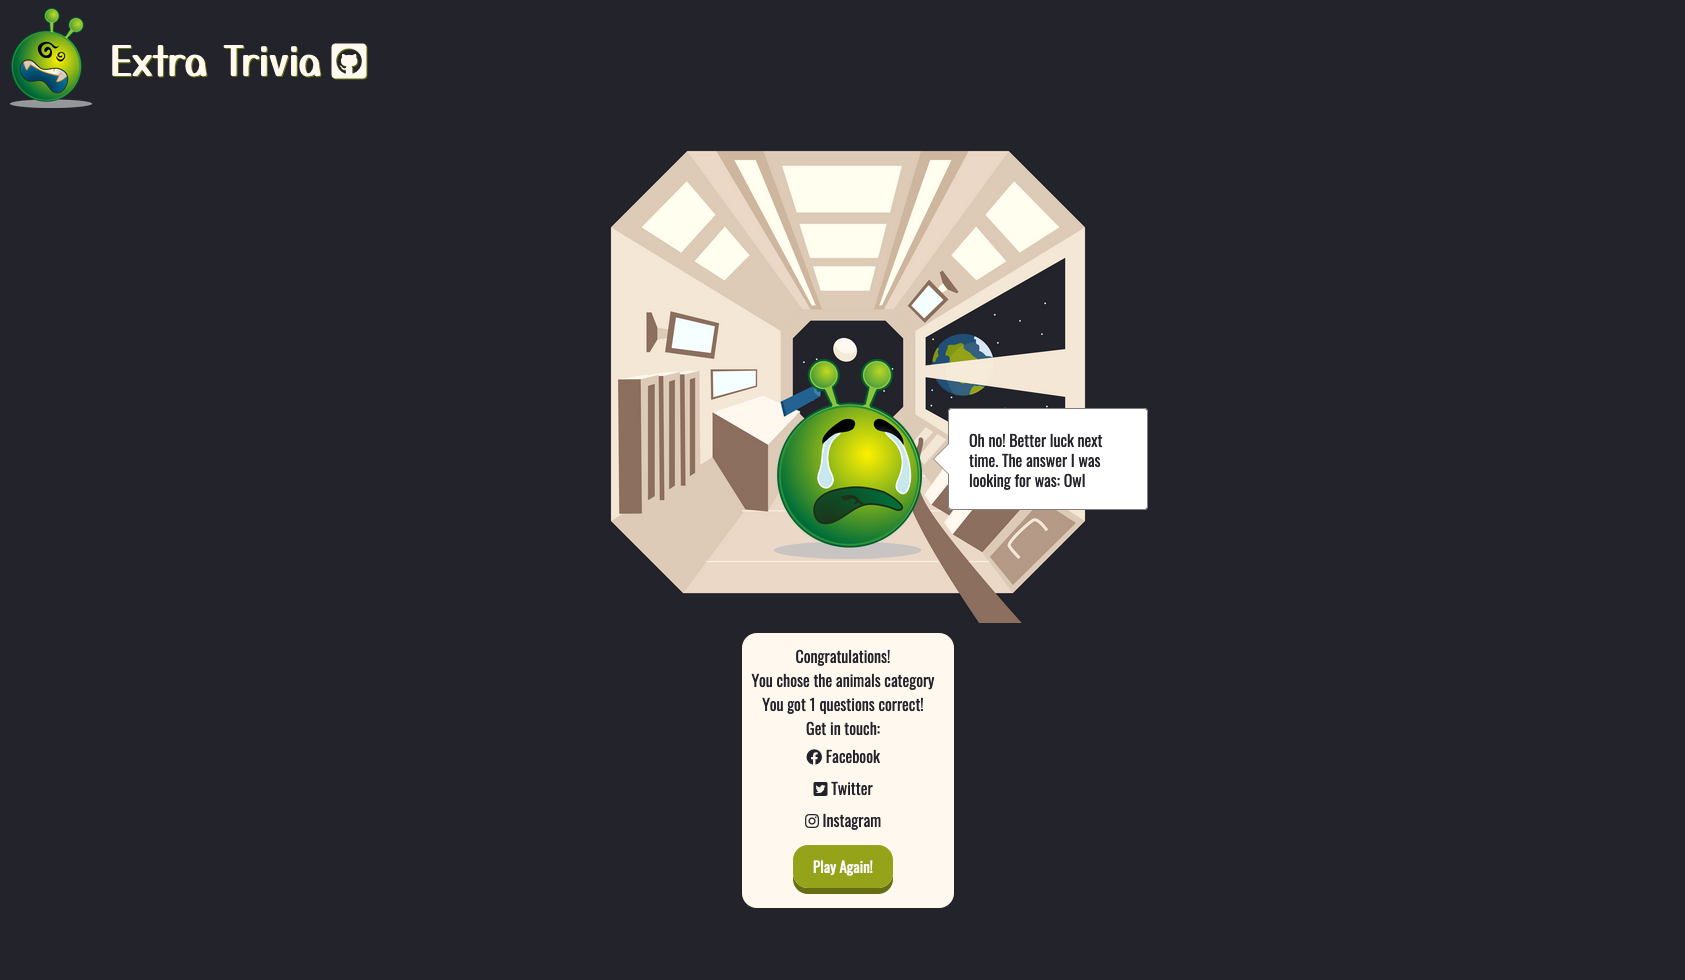 Extra Trivia
Oh no! Better luck next
time. The answer I was
looking for was: Owl
Congratulations!
You chose the animals category
You got 1 questions correct!
Get in touch:
Facebook
Twitter
Instagram
Play Again!